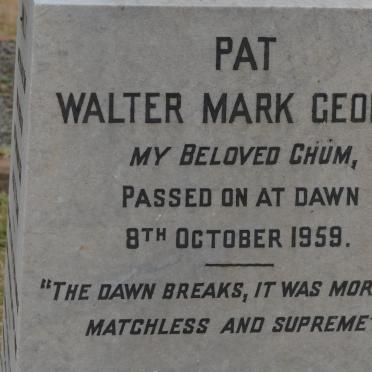 PAT
WALTER MARK
MY BELOVED CHUM,
PASSED ON AT DAWN
8TH OCTOBER 1959.
"THE DAWN BREAKS, IT WAS
MATCHLESS AND SUPREME